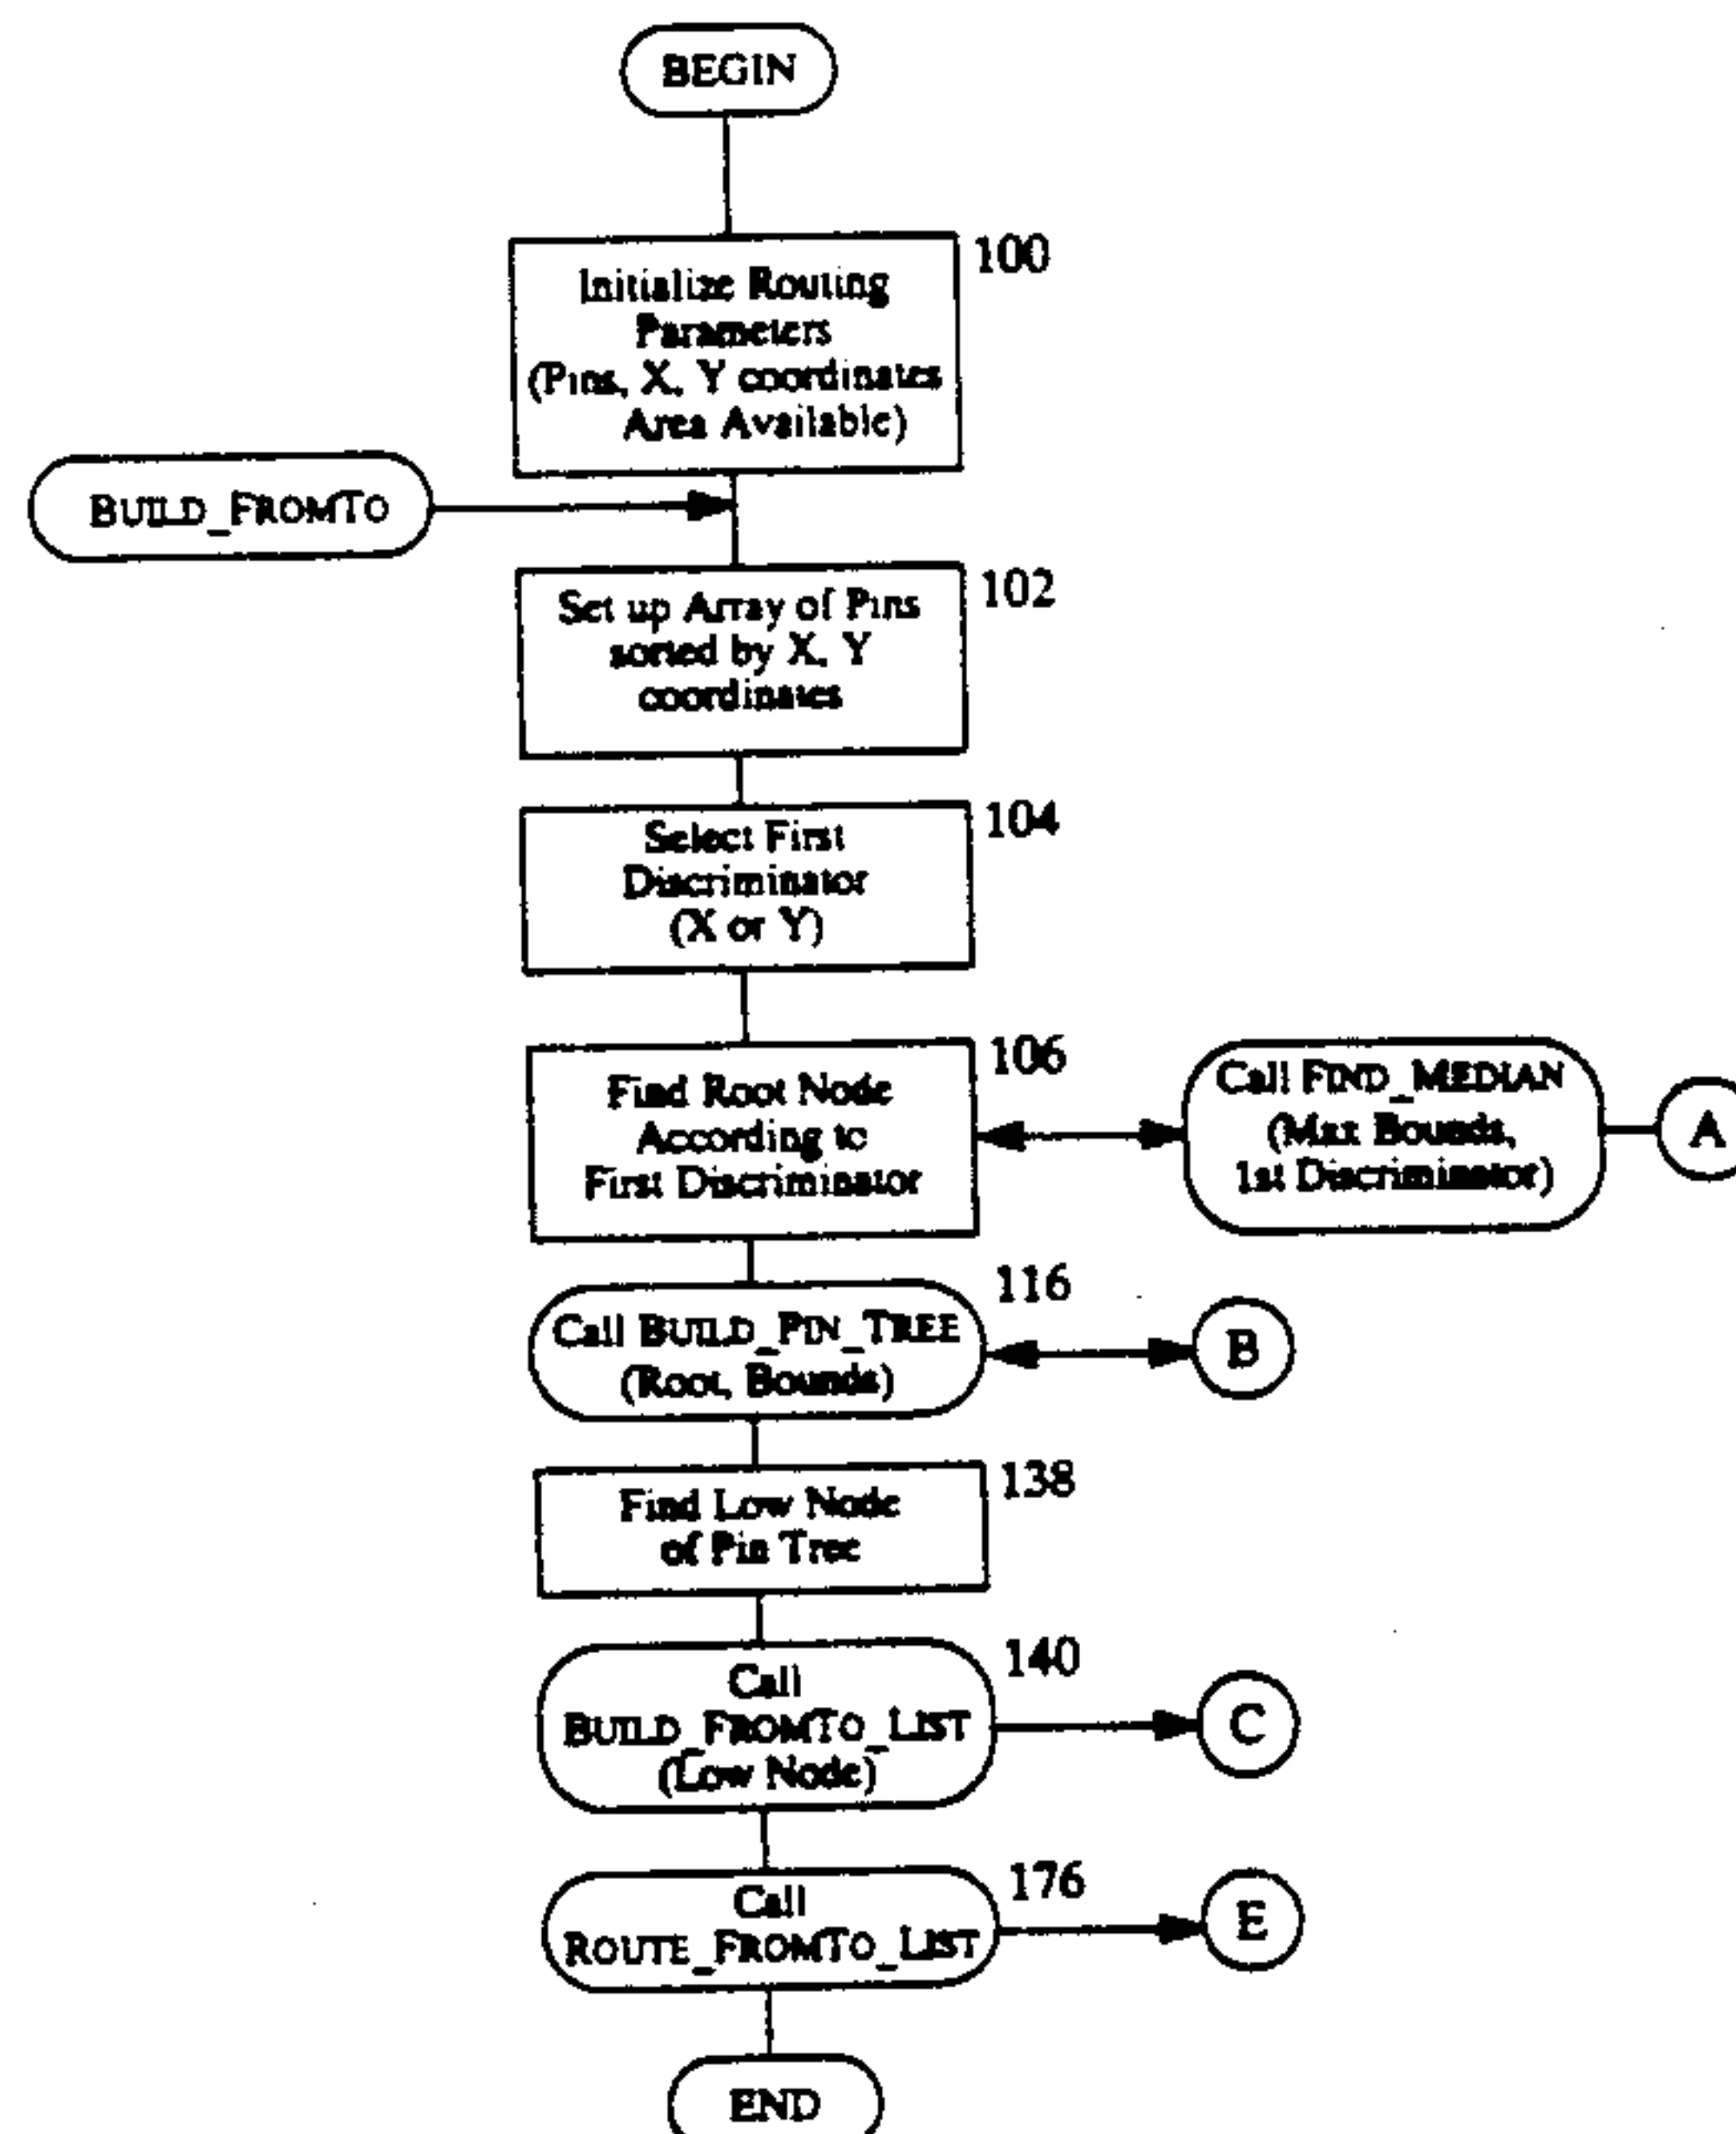 BEGIN
100
Initialize Routing
Parameters
(Pins, X, Y coordinates
Area Available)
BUILD_FROMTO
102
Set up Array of Pins
sorted by X, Y
coordinates
104
Select First
Discriminator
(X or Y)
106
Find Root Node
According to
First Discriminator
Call FIND_MEDIAN
(Max Bounds,
1st Discriminator)
A
116
Call BUILD_PIN_TREE
(Root, Bounds)
B
138
Find Low Node
of Pin Tree
140
Call
BUILD_FROMTO_LIST
(Low Node)
C
176
Call
ROUTE_FROMTO_LIST
E
END